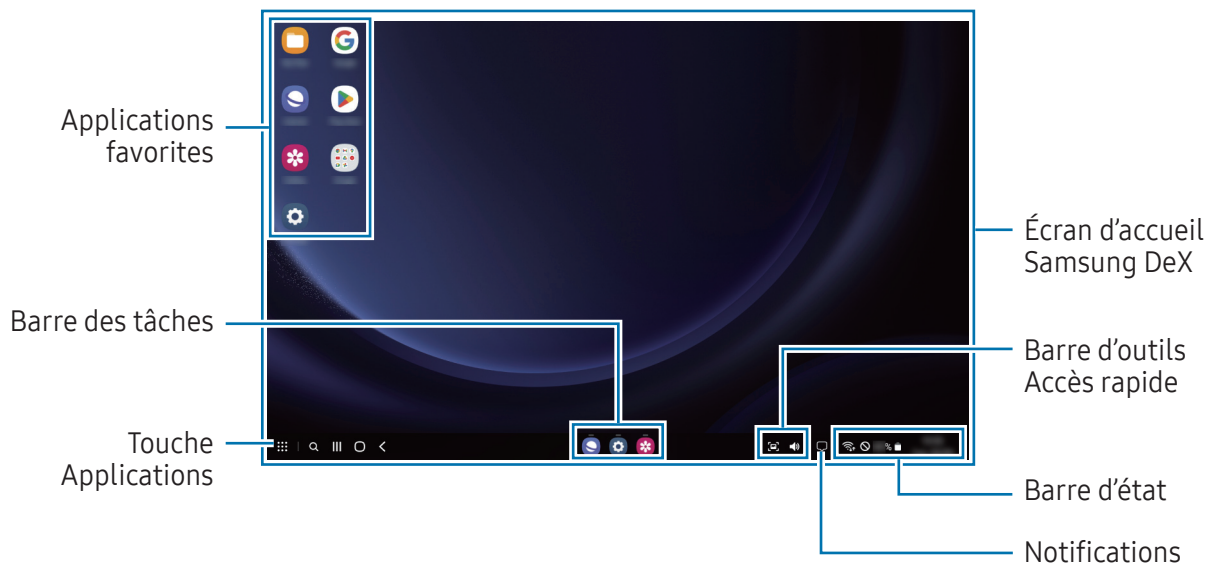 Applications
favorites
Écran d'accueil
Samsung DeX
Barre des tâches
Barre d'outils
Accès rapide
Touche
Applications
%
Barre d'état
Notifications